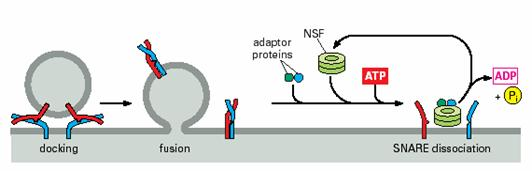 adaptor
proteins
NSF
ATP
ADP
+ Pi
docking
fusion
SNARE dissociation